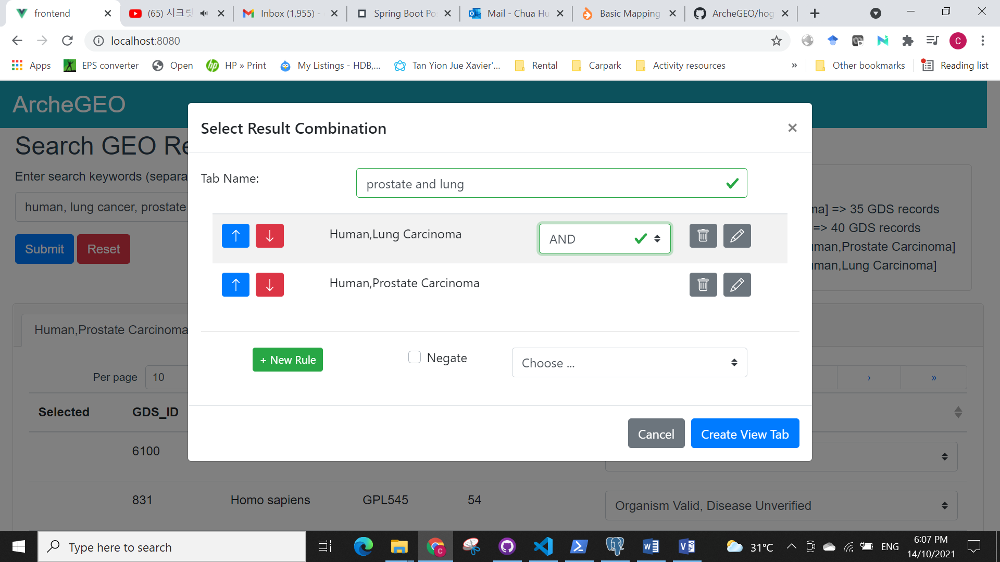 frontend
(65) 시크릿
Inbox (1,955) -
Spring Boot Po
Mail - Chua Hu
Basic Mapping
ArcheGEO/hog
localhost:8080
C
Apps
EPS converter
Open
HP » Print
My Listings - HDB,...
Tan Yion Jue Xavier'...
Rental
Carpark
Activity resources
»
Other bookmarks
Reading list
ArcheGEO
Select Result Combination
×
Search GEO Re
Enter search keywords (separa
Tab Name:
prostate and lung
human, lung cancer, prostate
ma] => 35 GDS records
=> 40 GDS records
man,Prostate Carcinoma]
man,Lung Carcinoma]
Submit
Reset
Human,Lung Carcinoma
AND
Human,Prostate Carcinoma
Human,Prostate Carcinoma
+ New Rule
Negate
Choose ...
Per page
10
›
»
Selected
GDS_ID
Cancel
Create View Tab
6100
831
Homo sapiens
GPL545
54
Organism Valid, Disease Unverified
Type here to search
31°C
ENG
6:07 PM
14/10/2021